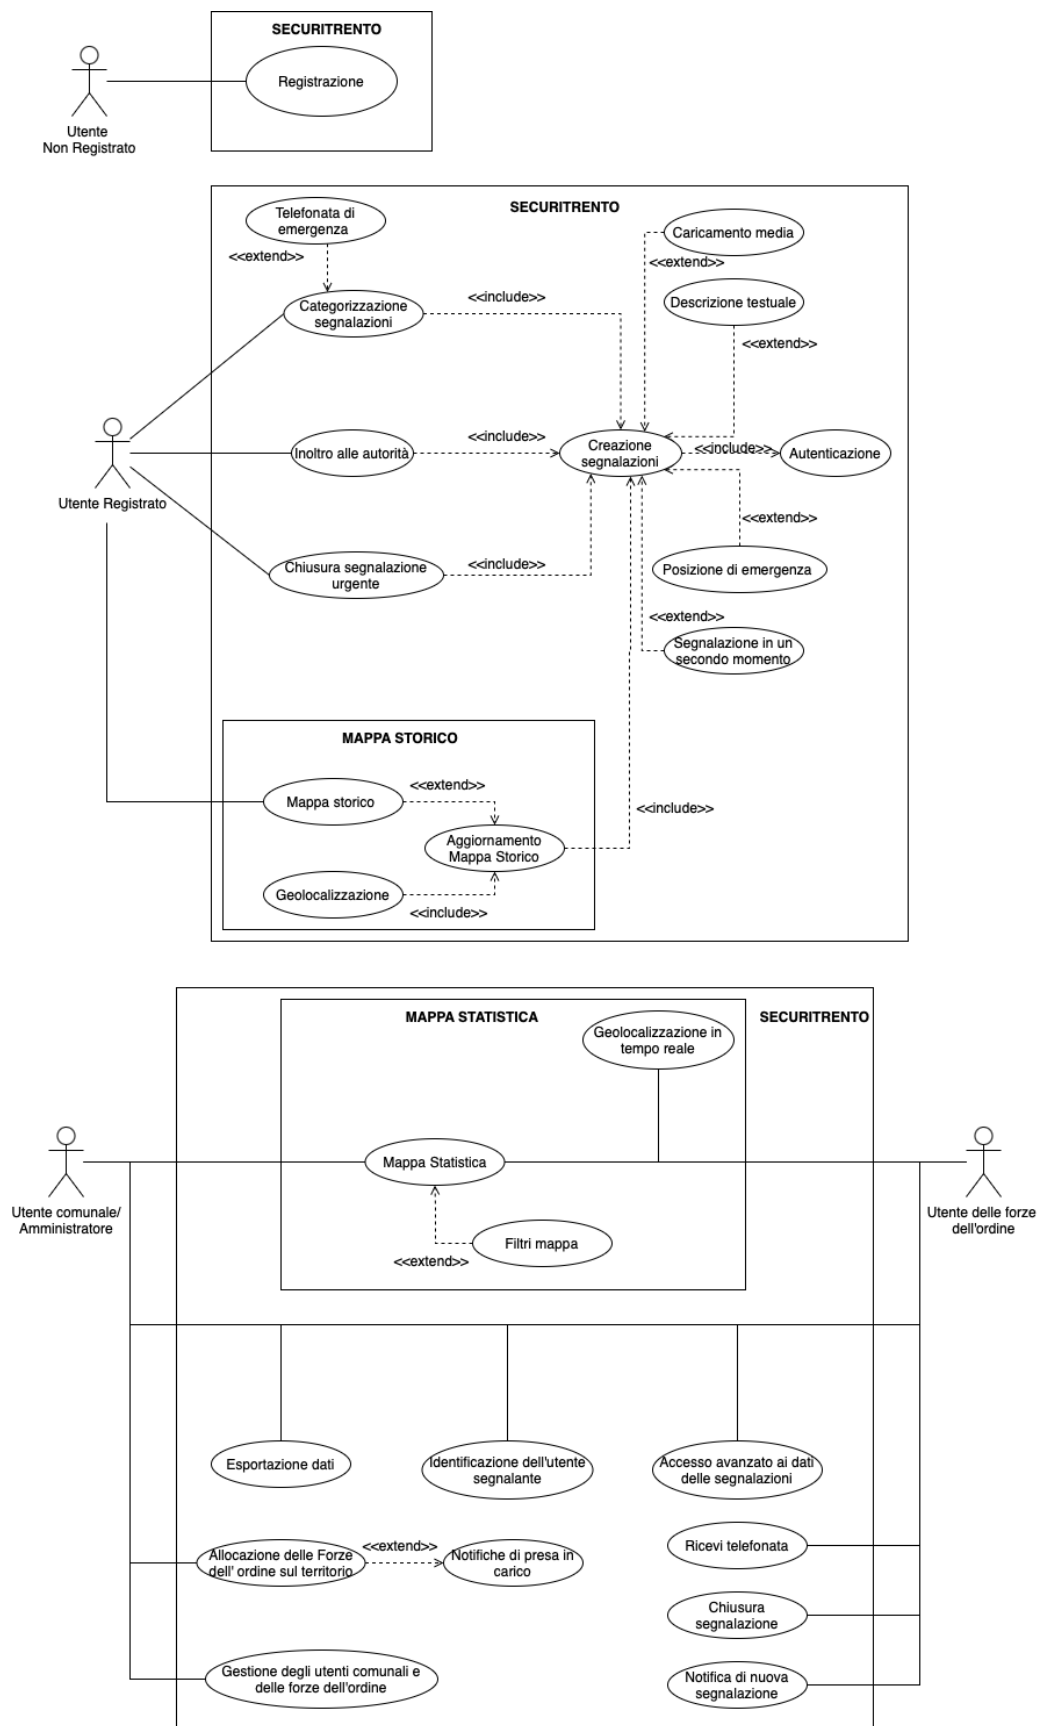 SECURITRENTO
Registrazione
Utente
Non Registrato
SECURITRENTO
Telefonata di
emergenza
<<extend>>
Caricamento media
<<extend>>
Categorizzazione
segnalazioni
<<include>>
Descrizione testuale
<<extend>>
Inoltro alle autorità
<<include>>
Creazione
segnalazioni
<<include>>
Autenticazione
Utente Registrato
<<extend>>
Chiusura segnalazione
urgente
<<include>>
Posizione di emergenza
<<extend>>
Segnalazione in un
secondo momento
MAPPA STORICO
Mappa storico
<<extend>>
<<include>>
Aggiornamento
Mappa Storico
Geolocalizzazione
<<include>>
MAPPA STATISTICA
SECURITRENTO
Geolocalizzazione in
tempo reale
Mappa Statistica
Utente comunale/
Amministratore
Utente delle forze
dell'ordine
Filtri mappa
<<extend>>
Esportazione dati
Identificazione dell'utente
segnalante
Accesso avanzato ai dati
delle segnalazioni
Allocazione delle Forze
dell' ordine sul territorio
<<extend>>
Notifiche di presa in
carico
Ricevi telefonata
Chiusura
segnalazione
Gestione degli utenti comunali e
delle forze dell'ordine
Notifica di nuova
segnalazione